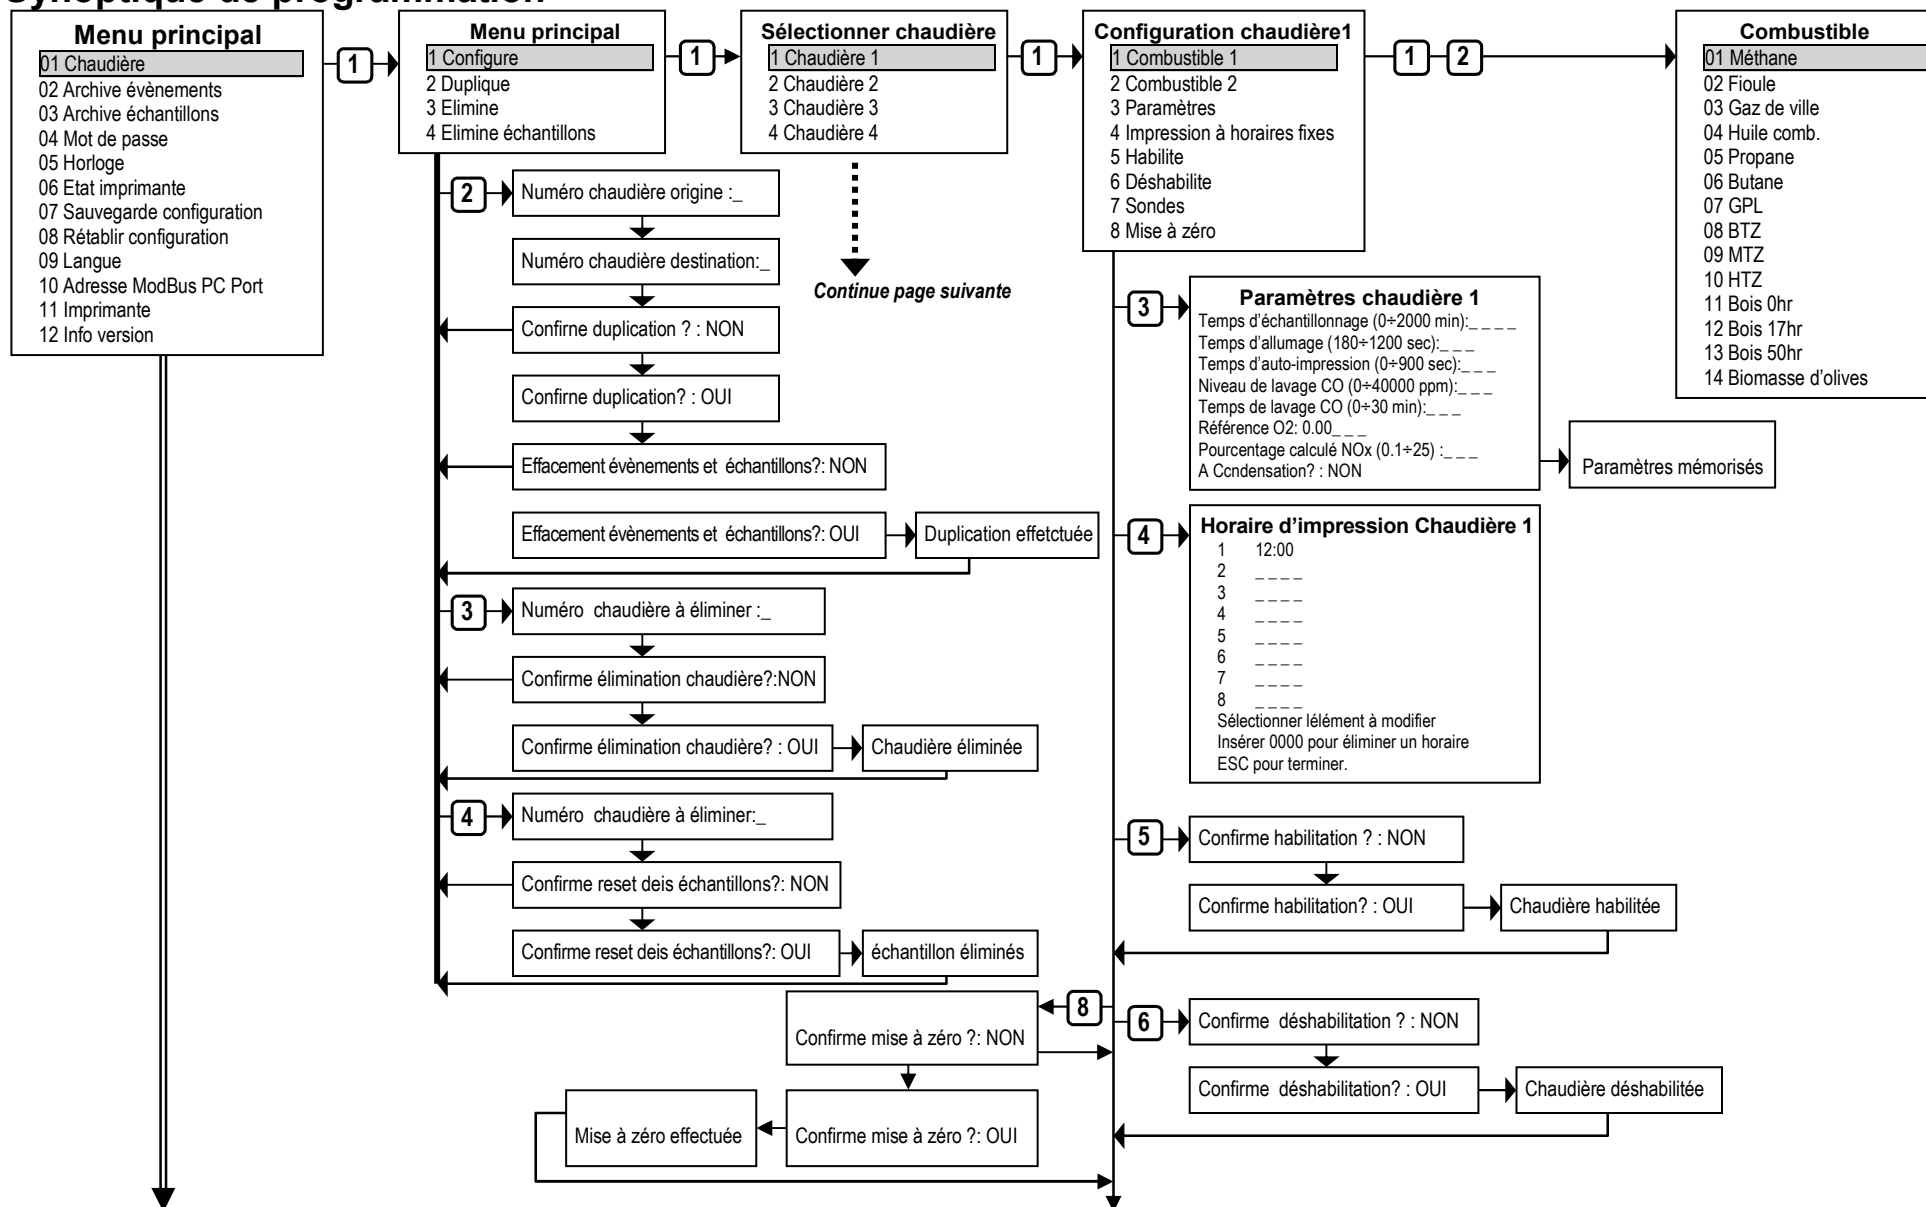 Synoptique de programmation
Menu principal
01 Chaudière
02 Archive évènements
03 Archive échantillons
04 Mot de passe
05 Horloge
06 Etat imprimante
07 Sauvegarde configuration
08 Rétablir configuration
09 Langue
10 Adresse ModBus PC Port
11 Imprimante
12 Info version
1
Menu principal
1 Configure
2 Duplique
3 Elimine
4 Elimine échantillons
1
Sélectionner chaudière
1 Chaudière 1
2 Chaudière 2
3 Chaudière 3
4 Chaudière 4
Continue page suivante
1
Configuration chaudière1
1 Combustible 1
2 Combustible 2
3 Paramètres
4 Impression à horaires fixes
5 Habilite
6 Déshabilite
7 Sondes
8 Mise à zéro
1
2
Combustible
01 Méthane
02 Fioule
03 Gaz de ville
04 Huile comb.
05 Propane
06 Butane
07 GPL
08 BTZ
09 MTZ
10 HTZ
11 Bois 0hr
12 Bois 17hr
13 Bois 50hr
14 Biomasse d’olives
2
Numéro chaudière origine :_
Numéro chaudière destination:_
Confirne duplication ? : NON
Confirne duplication? : OUI
Effacement évènements et échantillons?: NON
Effacement évènements et échantillons?: OUI
Duplication effetctuée
3
Numéro chaudière à éliminer :_
Confirme élimination chaudière?:NON
Confirme élimination chaudière? : OUI
Chaudière éliminée
4
Numéro chaudière à éliminer:_
Confirme reset deis échantillons?: NON
Confirme reset deis échantillons?: OUI
échantillon éliminés
3
Paramètres chaudière 1
Temps d’échantillonnage (0÷2000 min):_ _ _ _
Temps d’allumage (180÷1200 sec):_ _ _
Temps d’auto-impression (0÷900 sec):_ _ _
Niveau de lavage CO (0÷40000 ppm):_ _ _
Temps de lavage CO (0÷30 min):_ _ _
Référence O2: 0.00_ _ _
Pourcentage calculé NOx (0.1÷25) :_ _ _
A Ccndensation? : NON
Paramètres mémorisés
4
Horaire d’impression Chaudière 1
1 12:00
2 _ _ _ _
3 _ _ _ _
4 _ _ _ _
5 _ _ _ _
6 _ _ _ _
7 _ _ _ _
8 _ _ _ _
Sélectionner lélément à modifier
Insérer 0000 pour éliminer un horaire
ESC pour terminer.
5
Confirme habilitation ? : NON
Confirme habilitation? : OUI
Chaudière habilitée
8
Confirme mise à zéro ?: NON
Confirme mise à zéro ?: OUI
Mise à zéro effectuée
6
Confirme déshabilitation ? : NON
Confirme déshabilitation? : OUI
Chaudière déshabilitée